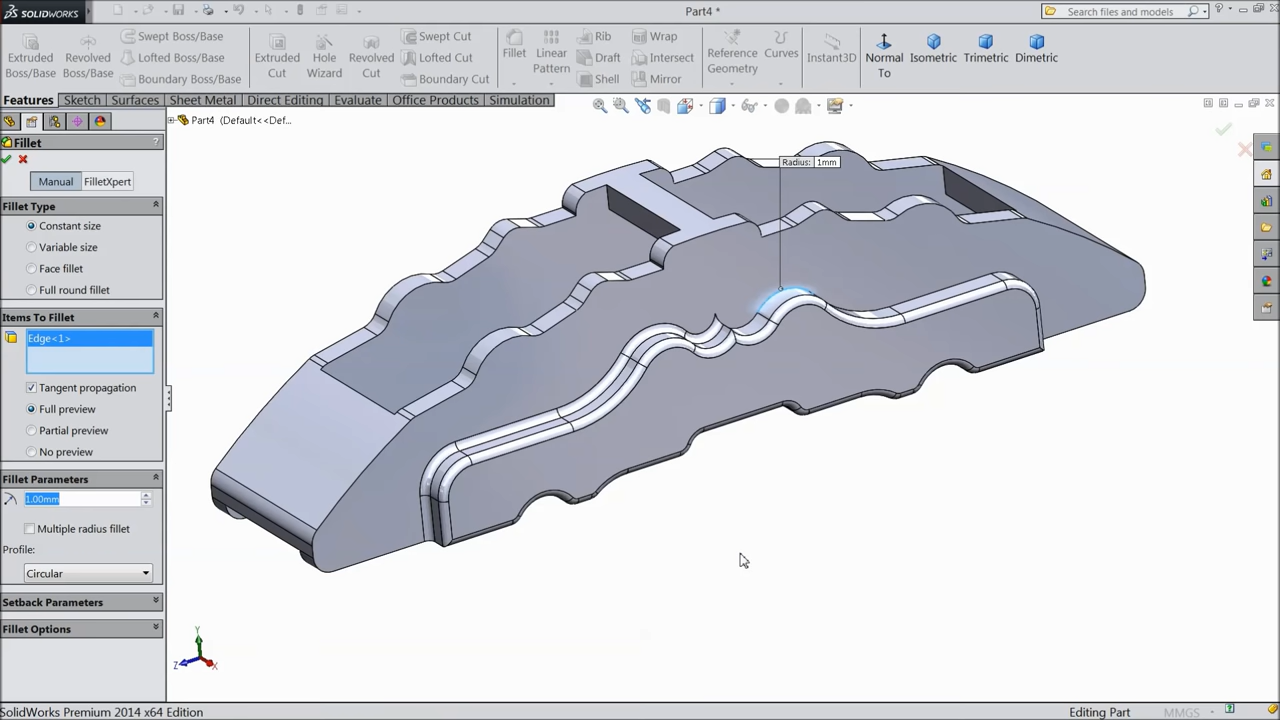 SOLIDWORKS
Part4 *
Search files and models
?
Extruded
Boss/Base
Revolved
Boss/Base
Swept Boss/Base
Lofted Boss/Base
Boundary Boss/Base
Extruded
Cut
Hole
Wizard
Revolved
Cut
Swept Cut
Lofted Cut
Boundary Cut
Fillet
Linear
Pattern
Rib
Draft
Shell
Wrap
Intersect
Mirror
Reference
Geometry
Curves
Instant3D
Normal
To
Isometric
Trimetric
Dimetric
Features
Sketch
Surfaces
Sheet Metal
Direct Editing
Evaluate
Office Products
Simulation
Part4 (Default<<Def...
Fillet
?
Manual
FilletXpert
Fillet Type
Constant size
Variable size
Face fillet
Full round fillet
Items To Fillet
Edge<1>
Tangent propagation
Full preview
Partial preview
No preview
Fillet Parameters
1.00mm
Multiple radius fillet
Profile:
Circular
Setback Parameters
Fillet Options
Radius: 1mm
Y
Z
X
SolidWorks Premium 2014 x64 Edition
Editing Part
MMGS
?